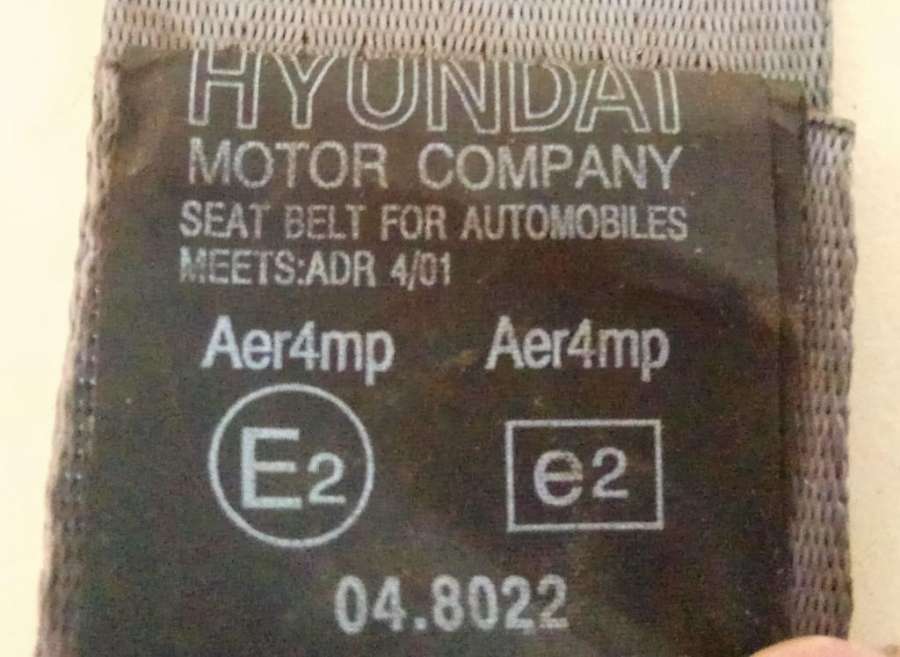 HYUNDAI
MOTOR COMPANY
SEAT BELT FOR AUTOMOBILES
MEETS:ADR 4/01
Aer4mp Aer4mp
E2 e2
04.8022